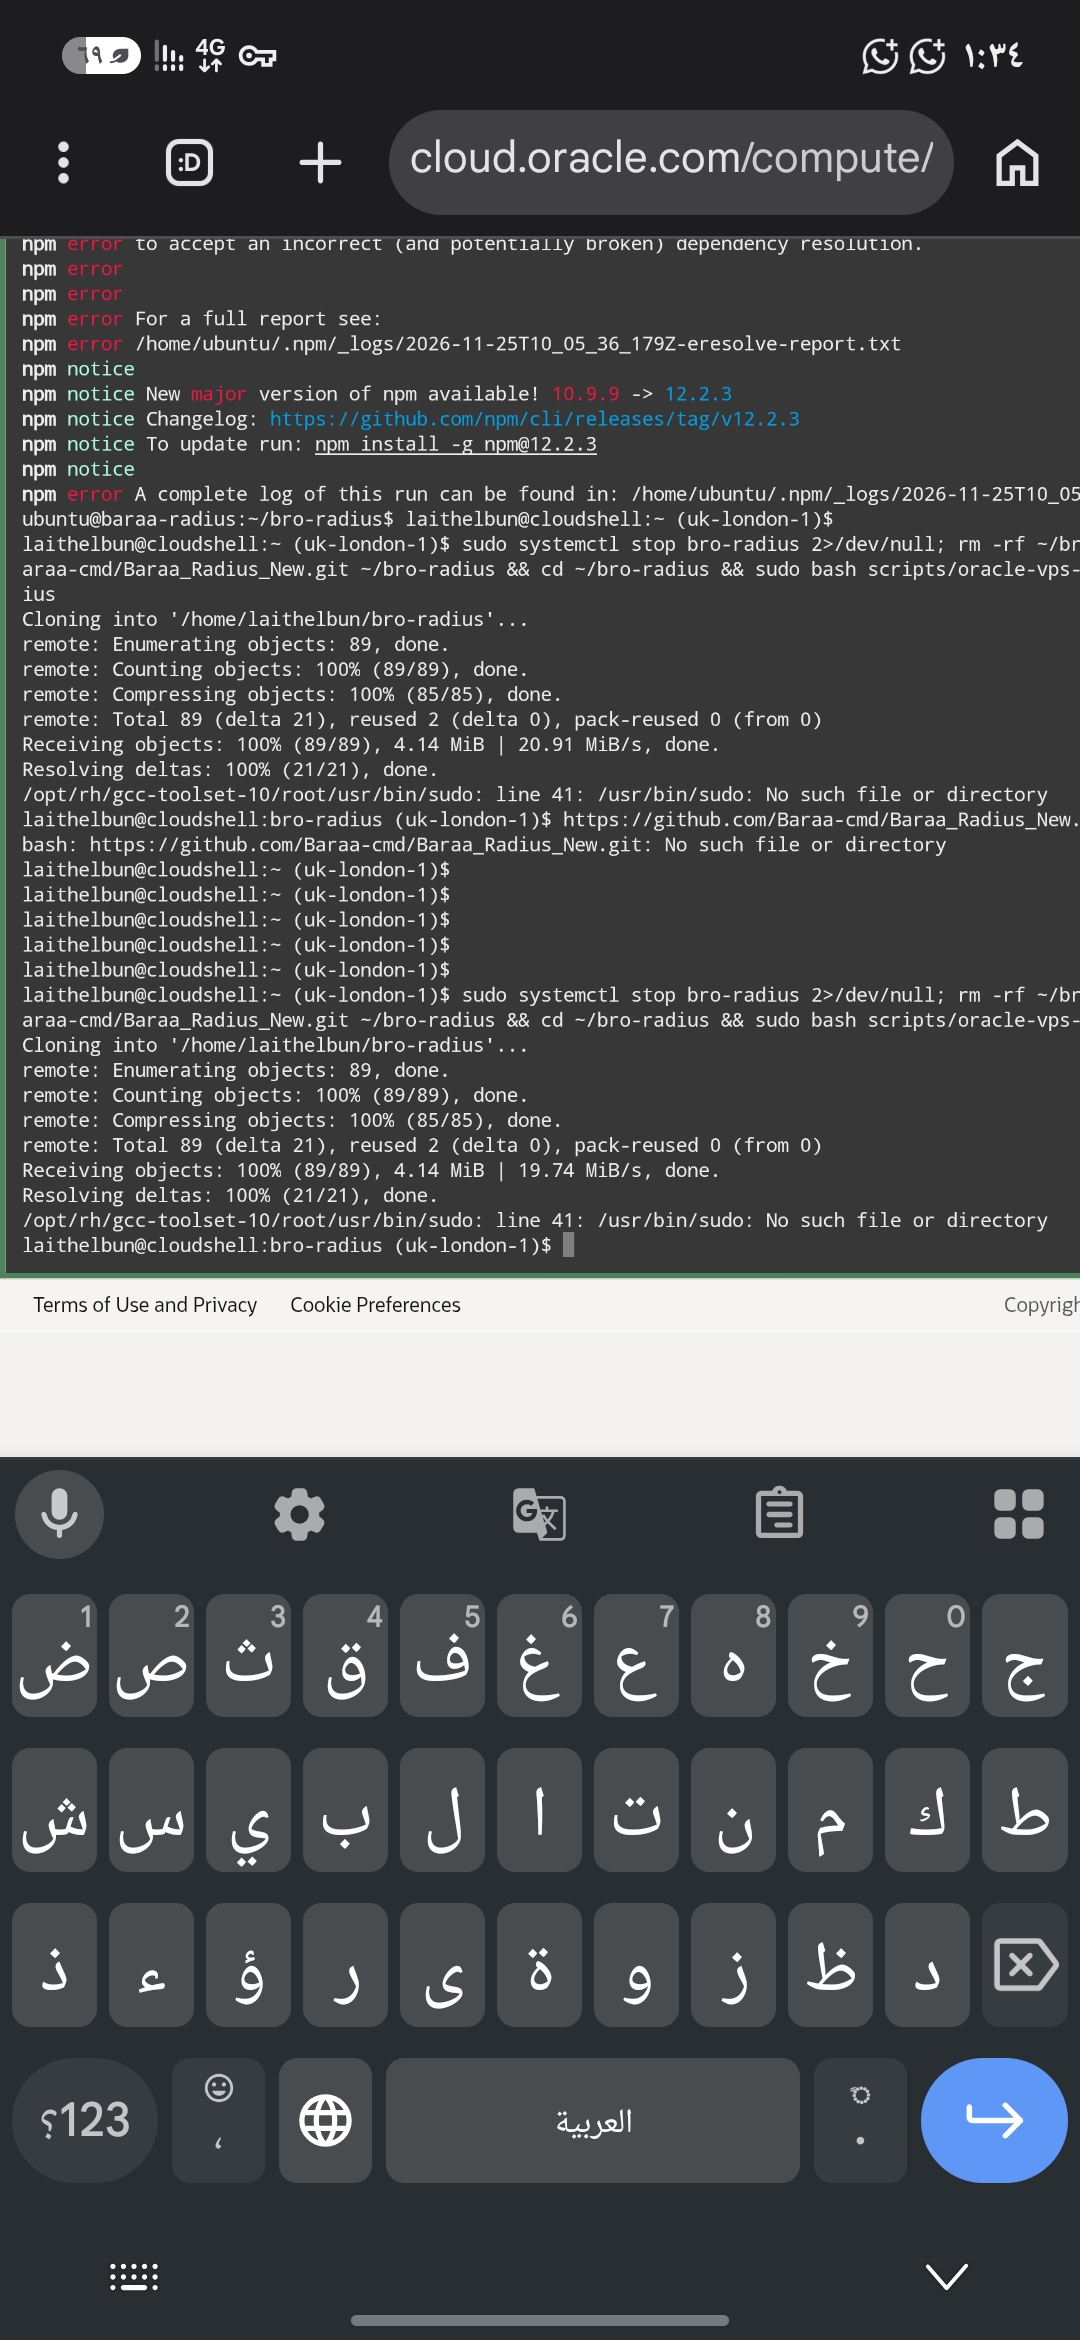 ٦٩ 4G ١:٣٤
:D cloud.oracle.com/compute/
npm error to accept an incorrect (and potentially broken) dependency resolution.
npm error
npm error
npm error For a full report see:
npm error /home/ubuntu/.npm/_logs/2026-11-25T10_05_36_179Z-eresolve-report.txt
npm notice
npm notice New major version of npm available! 10.9.9 -> 12.2.3
npm notice Changelog: https://github.com/npm/cli/releases/tag/v12.2.3
npm notice To update run: npm install -g npm@12.2.3
npm notice
npm error A complete log of this run can be found in: /home/ubuntu/.npm/_logs/2026-11-25T10_05
ubuntu@baraa-radius:~/bro-radius$ laithelbun@cloudshell:~ (uk-london-1)$
laithelbun@cloudshell:~ (uk-london-1)$ sudo systemctl stop bro-radius 2>/dev/null; rm -rf ~/br
araa-cmd/Baraa_Radius_New.git ~/bro-radius && cd ~/bro-radius && sudo bash scripts/oracle-vps-
ius
Cloning into '/home/laithelbun/bro-radius'...
remote: Enumerating objects: 89, done.
remote: Counting objects: 100% (89/89), done.
remote: Compressing objects: 100% (85/85), done.
remote: Total 89 (delta 21), reused 2 (delta 0), pack-reused 0 (from 0)
Receiving objects: 100% (89/89), 4.14 MiB | 20.91 MiB/s, done.
Resolving deltas: 100% (21/21), done.
/opt/rh/gcc-toolset-10/root/usr/bin/sudo: line 41: /usr/bin/sudo: No such file or directory
laithelbun@cloudshell:bro-radius (uk-london-1)$ https://github.com/Baraa-cmd/Baraa_Radius_New.
bash: https://github.com/Baraa-cmd/Baraa_Radius_New.git: No such file or directory
laithelbun@cloudshell:~ (uk-london-1)$
laithelbun@cloudshell:~ (uk-london-1)$
laithelbun@cloudshell:~ (uk-london-1)$
laithelbun@cloudshell:~ (uk-london-1)$
laithelbun@cloudshell:~ (uk-london-1)$
laithelbun@cloudshell:~ (uk-london-1)$ sudo systemctl stop bro-radius 2>/dev/null; rm -rf ~/br
araa-cmd/Baraa_Radius_New.git ~/bro-radius && cd ~/bro-radius && sudo bash scripts/oracle-vps-
Cloning into '/home/laithelbun/bro-radius'...
remote: Enumerating objects: 89, done.
remote: Counting objects: 100% (89/89), done.
remote: Compressing objects: 100% (85/85), done.
remote: Total 89 (delta 21), reused 2 (delta 0), pack-reused 0 (from 0)
Receiving objects: 100% (89/89), 4.14 MiB | 19.74 MiB/s, done.
Resolving deltas: 100% (21/21), done.
/opt/rh/gcc-toolset-10/root/usr/bin/sudo: line 41: /usr/bin/sudo: No such file or directory
laithelbun@cloudshell:bro-radius (uk-london-1)$
Terms of Use and Privacy Cookie Preferences Copyrigh
1 2 3 4 5 6 7 8 9 0
ض ص ث ق ف غ ع ه خ ح ج
ش س ي ب ل ا ت ن م ك ط
ذ ء ؤ ر ى ة و ز ظ د
؟123 ، العربية .